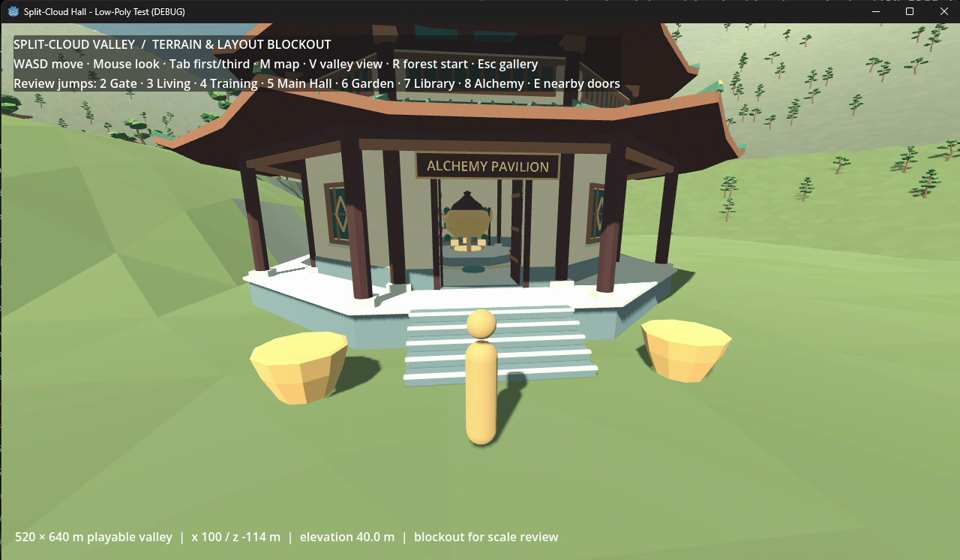 Split-Cloud Hall - Low-Poly Test (DEBUG)
SPLIT-CLOUD VALLEY / TERRAIN & LAYOUT BLOCKOUT
WASD move · Mouse look · Tab first/third · M map · V valley view · R forest start · Esc gallery
Review jumps: 2 Gate · 3 Living · 4 Training · 5 Main Hall · 6 Garden · 7 Library · 8 Alchemy · E nearby doors
ALCHEMY PAVILION
520 × 640 m playable valley | x 100 / z -114 m | elevation 40.0 m | blockout for scale review